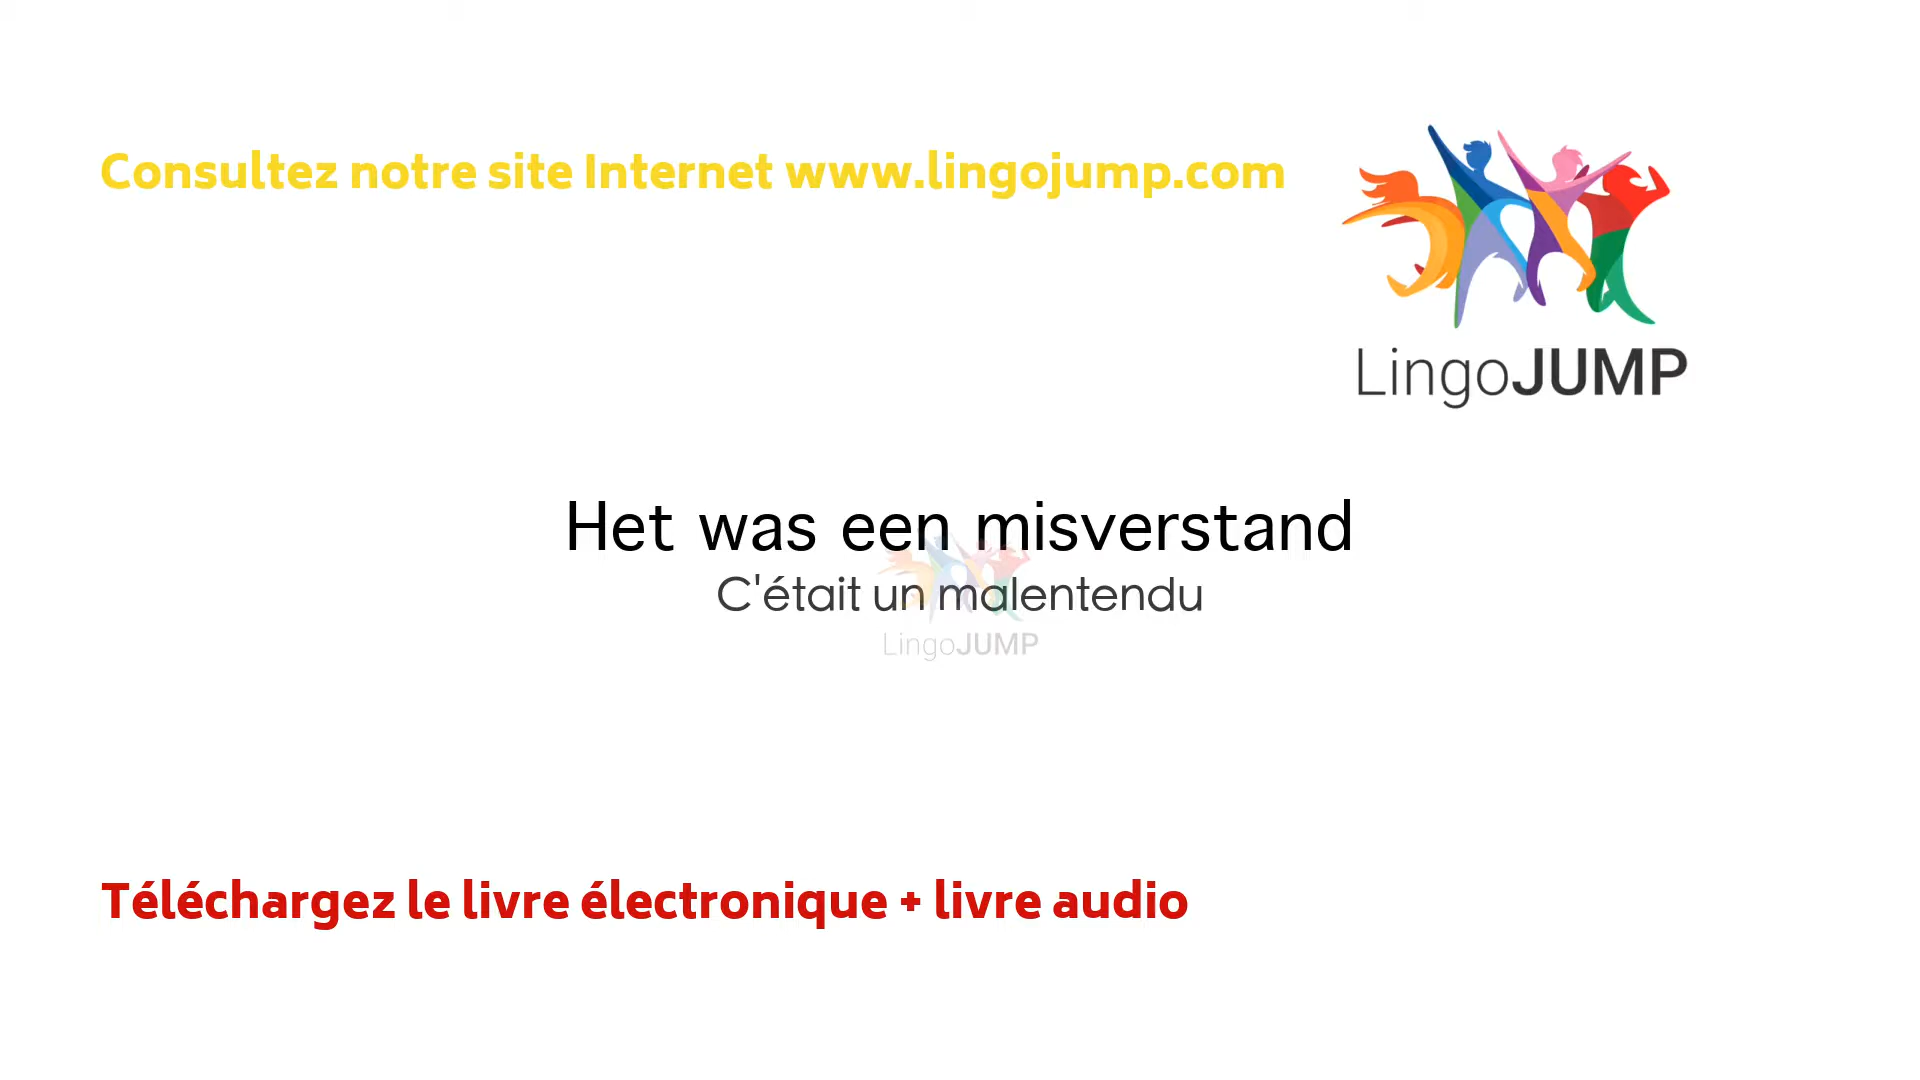 Consultez notre site Internet www.lingojump.com
LingoJUMP
Het was een misverstand
C'était un malentendu
LingoJUMP
Téléchargez le livre électronique + livre audio